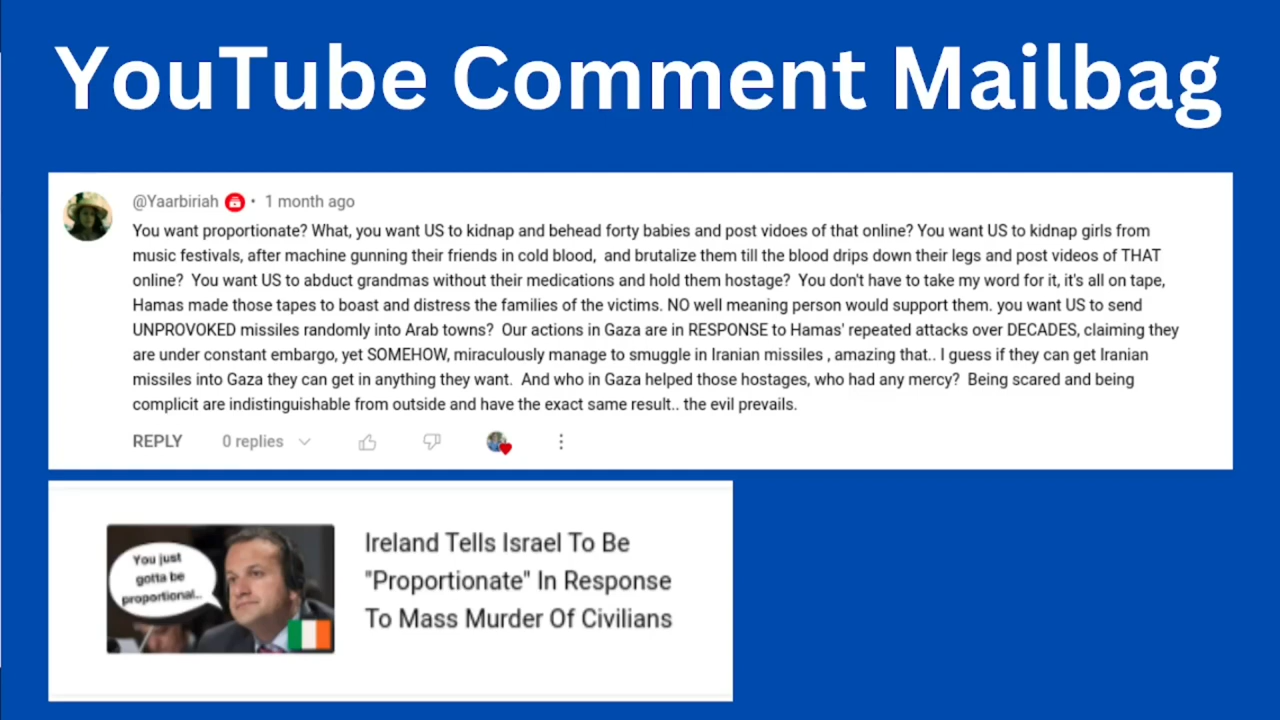 YouTube Comment Mailbag
@Yaarbiriah • 1 month ago
You want proportionate? What, you want US to kidnap and behead forty babies and post vidoes of that online? You want US to kidnap girls from
music festivals, after machine gunning their friends in cold blood, and brutalize them till the blood drips down their legs and post videos of THAT
online? You want US to abduct grandmas without their medications and hold them hostage? You don't have to take my word for it, it's all on tape,
Hamas made those tapes to boast and distress the families of the victims. NO well meaning person would support them. you want US to send
UNPROVOKED missiles randomly into Arab towns? Our actions in Gaza are in RESPONSE to Hamas' repeated attacks over DECADES, claiming they
are under constant embargo, yet SOMEHOW, miraculously manage to smuggle in Iranian missiles , amazing that.. I guess if they can get Iranian
missiles into Gaza they can get in anything they want. And who in Gaza helped those hostages, who had any mercy? Being scared and being
complicit are indistinguishable from outside and have the exact same result.. the evil prevails.
REPLY 0 replies
You just
gotta be
proportional..
Ireland Tells Israel To Be
"Proportionate" In Response
To Mass Murder Of Civilians